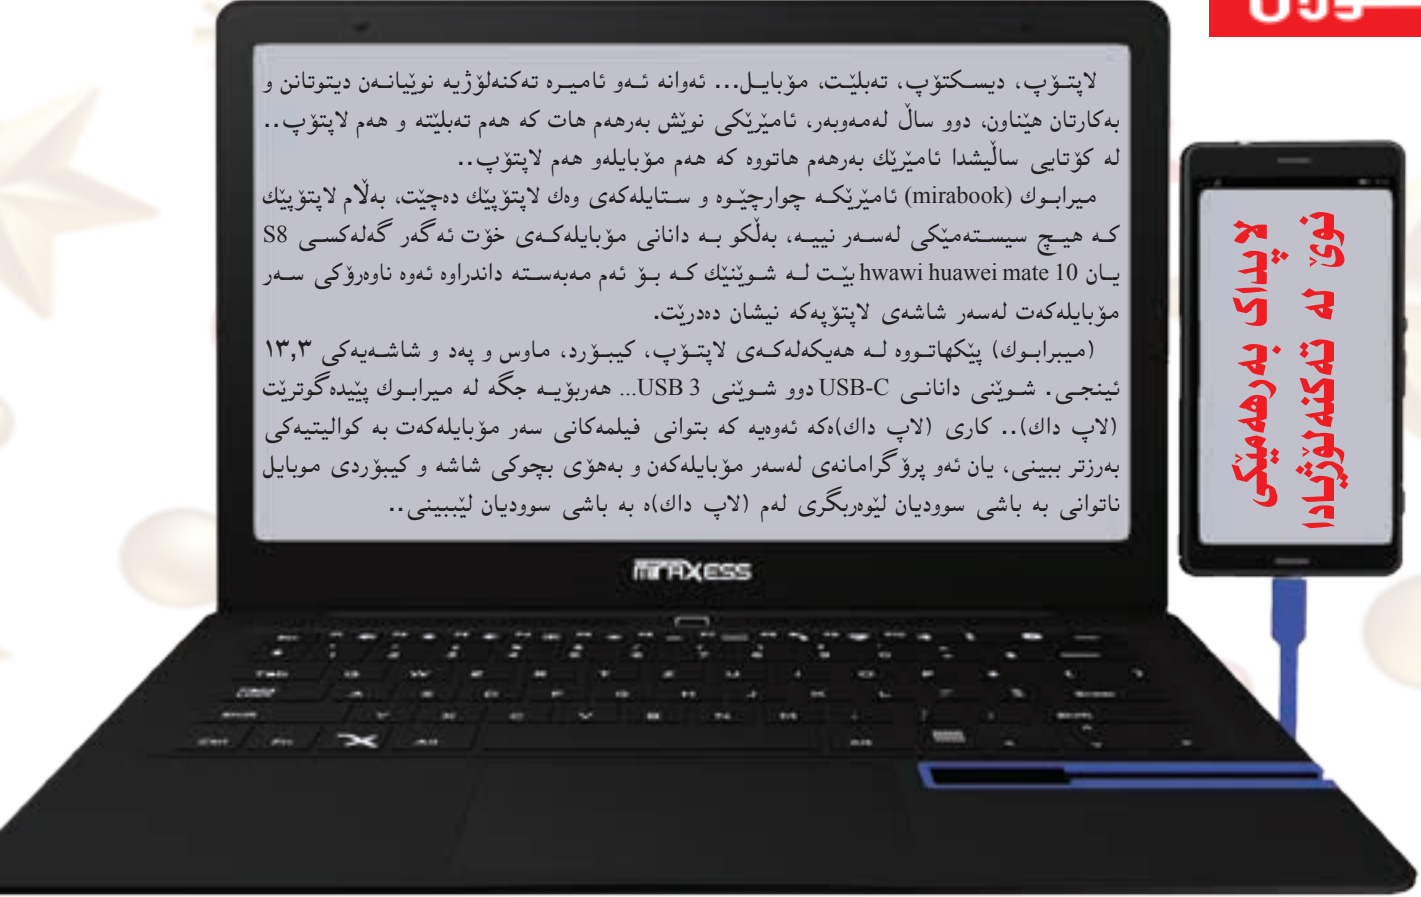 لاپداک بەرهەمێکی
نوێ لە تەکنەلۆژیادا
لاپتـۆپ، دیسـکتۆپ، تەبلێت، مۆبایـل... ئەوانە ئـەو ئامیـرە تەکنەلۆژیە نوێیانـەن دیتوتانن و
بەکارتان هێناون، دوو ساڵ لەمەوبەر، ئامێرێکی نوێش بەرهەم هات کە هەم تەبلێتە و هەم لاپتۆپ..
لە کۆتایی ساڵیشدا ئامێرێك بەرهەم هاتووە کە هەم مۆبایلەو هەم لاپتۆپ..
میرابـوك (mirabook) ئامێرێکـە چوارچێـوە و سـتایلەکەی وەك لاپتۆپێك دەچێت، بەڵام لاپتۆپێك
کـە هیـچ سیسـتەمێکی لەسـەر نییـە، بەڵکو بـە دانانی مۆبایلەکـەی خۆت ئەگەر گەلەکسـی S8
یـان hwawi huawei mate 10 بێـت لـە شـوێنێك کـە بـۆ ئەم مەبەسـتە داندراوە ئەوە ناوەرۆکی سـەر
مۆبایلەکەت لەسەر شاشەی لاپتۆپەکە نیشان دەدرێت.
(میبرابـوك) پێکهاتـووە لـە هەیکەلەکـەی لاپتـۆپ، کیبـۆرد، ماوس و پەد و شاشـەیەکی ١٣,٣
ئینجـی. شـوێنی دانانـی USB-C دوو شـوێنی USB 3... هەربۆیـە جگە لە میرابـوك پێیدەگوترێت
(لاپ داك).. کاری (لاپ داك)ەکە ئەوەیە کە بتوانی فیلمەکانی سەر مۆبایلەکەت بە کوالیتیەکی
بەرزتر ببینی، یان ئەو پرۆگرامانەی لەسەر مۆبایلەکەن و بەهۆی بچوکی شاشە و کیبۆردی موبایل
ناتوانی بە باشی سوودیان لێوەربگری لەم (لاپ داك)ە بە باشی سوودیان لێببینی..
MIRAXESS